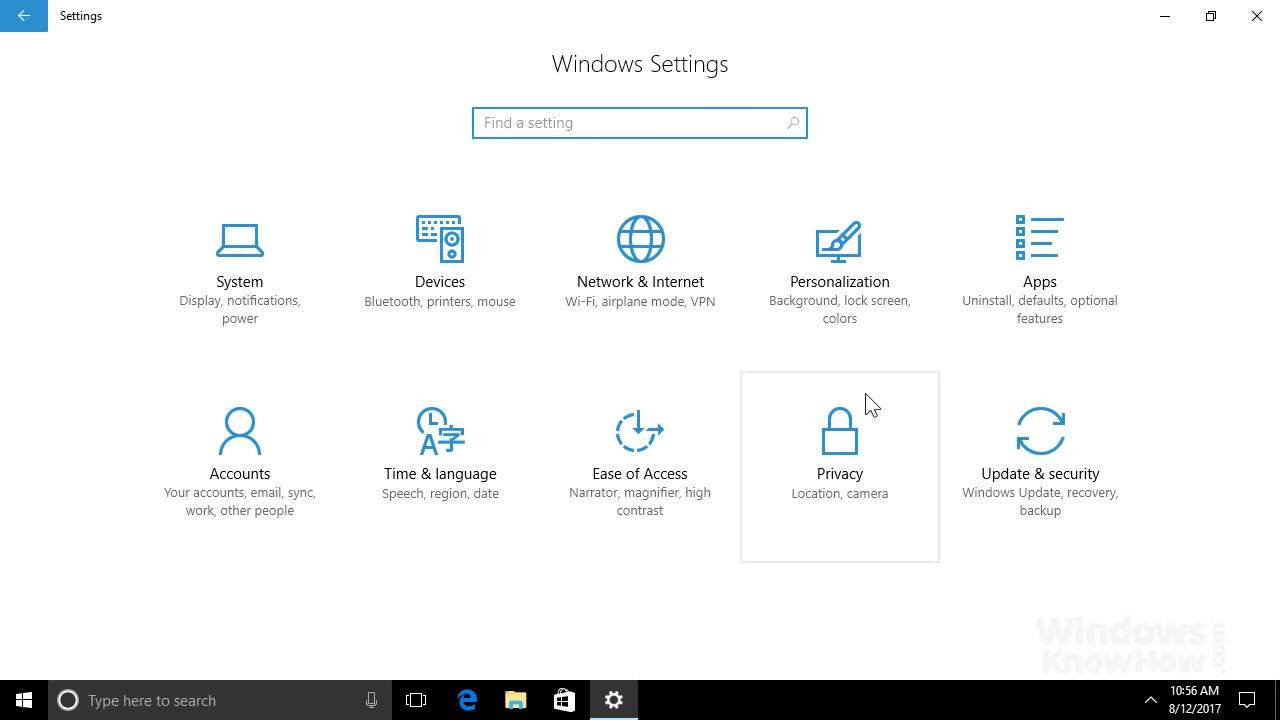 Settings
Windows Settings
Find a setting
System
Display, notifications,
power
Devices
Bluetooth, printers, mouse
Network & Internet
Wi-Fi, airplane mode, VPN
Personalization
Background, lock screen,
colors
Apps
Uninstall, defaults, optional
features
Accounts
Your accounts, email, sync,
work, other people
Time & language
Speech, region, date
Ease of Access
Narrator, magnifier, high
contrast
Privacy
Location, camera
Update & security
Windows Update, recovery,
backup
Windows
KnowHow.com
Type here to search
10:56 AM
8/12/2017